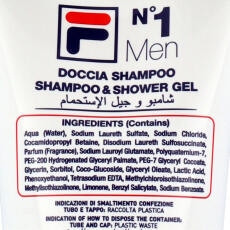 FILA N°1
Men
DOCCIA SHAMPOO
SHAMPOO & SHOWER GEL
شامبو و جيل الإستحمام
INGREDIENTS (Contains)
Aqua (Water), Sodium Laureth Sulfate, Sodium Chloride,
Cocamidopropyl Betaine, Disodium Laureth Sulfosuccinate,
Parfum, Sodium Lauroyl Glutamate, Polyquaternium-7,
PEG-200 Hydrogenated Glyceryl Palmate, PEG-7 Glyceryl Cocoate,
Glycerin, Sorbitol, Coco-Glucoside, Glyceryl Oleate, Lactic Acid,
Phenoxyethanol, Tetrasodium EDTA, Methylchloroisothiazolinone,
Methylisothiazolinone, Limonene, Benzyl Salicylate, Sodium Benzoate.
INDICAZIONI DI SMALTIMENTO CONFEZIONE
TUBO E TAPPO: RACCOLTA PLASTICA
INDICATION OF HOW TO DISPOSE THE CONTAINER:
TUBE AND CAP: PLASTIC WASTE